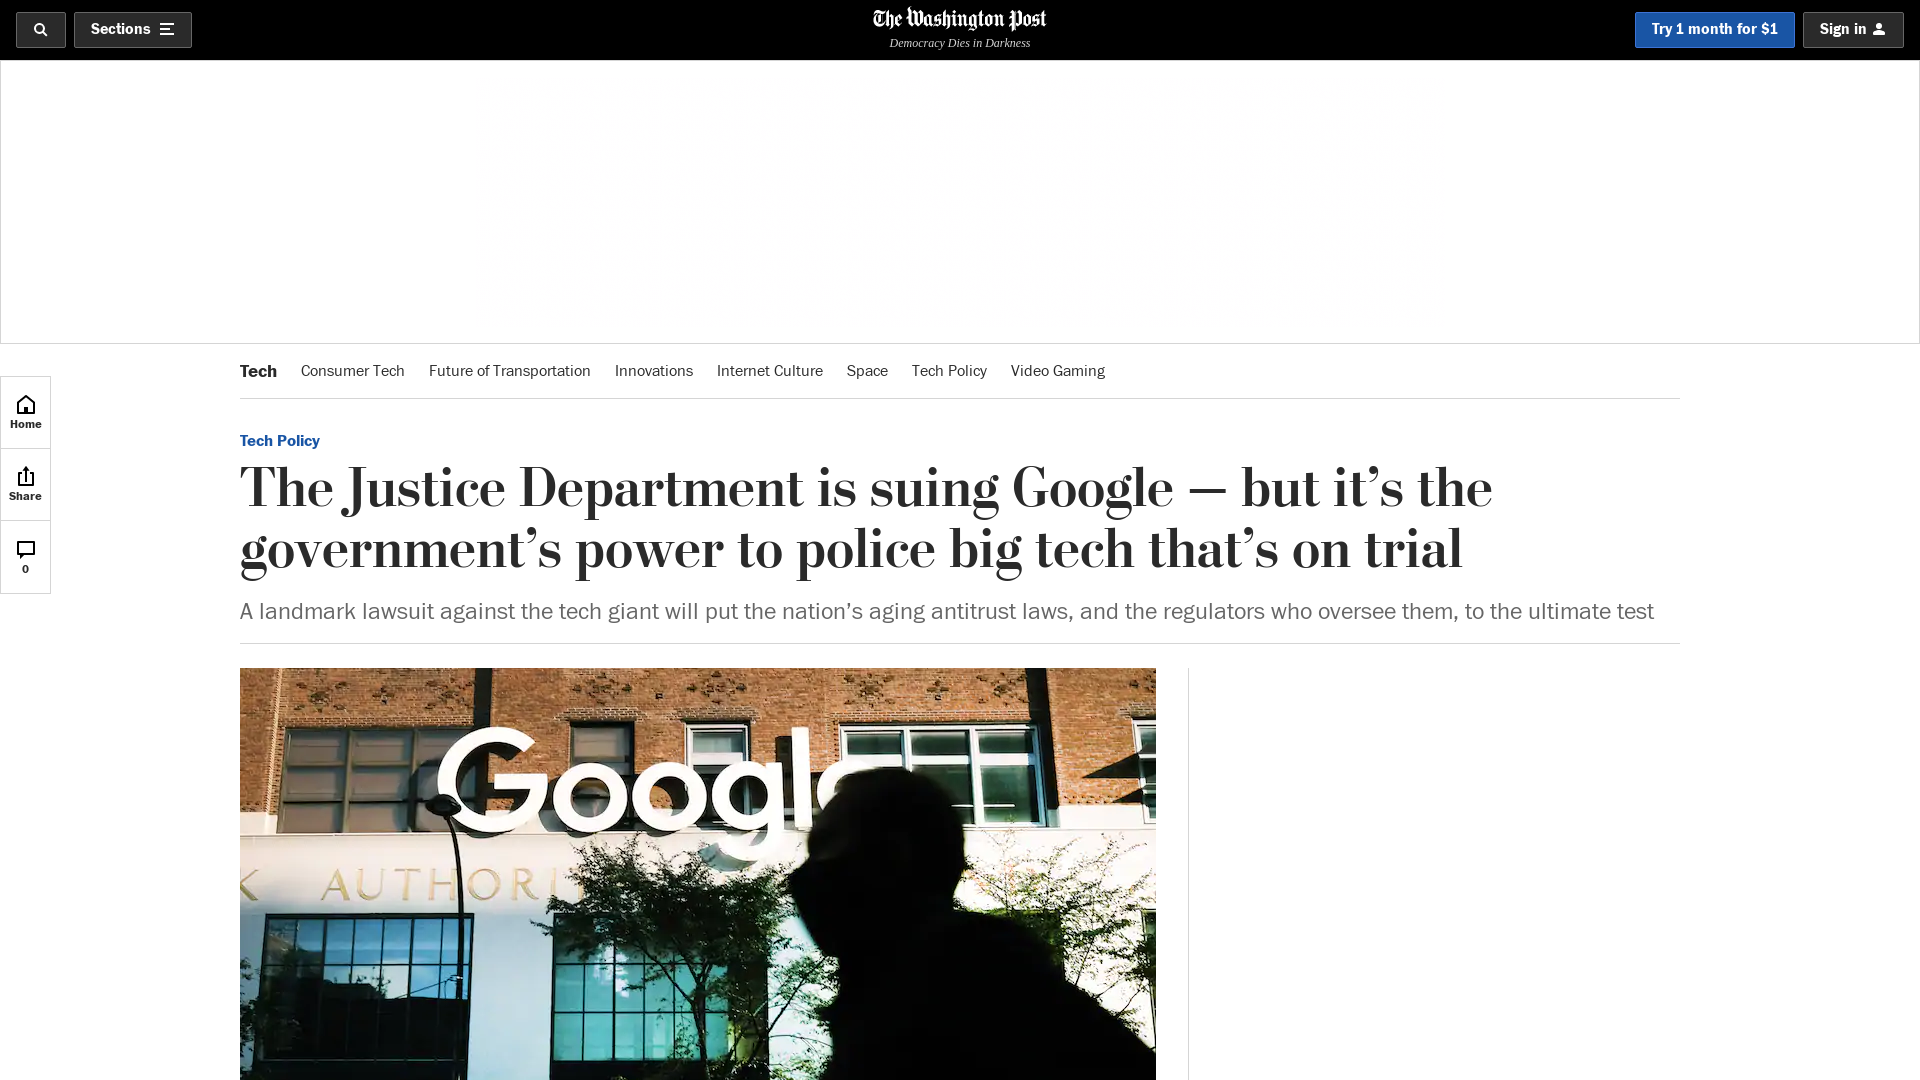 Sections
The Washington Post
Democracy Dies in Darkness
Try 1 month for $1
Sign in
Tech
Consumer Tech
Future of Transportation
Innovations
Internet Culture
Space
Tech Policy
Video Gaming
Home
Share
0
Tech Policy
The Justice Department is suing Google — but it’s the
government’s power to police big tech that’s on trial
A landmark lawsuit against the tech giant will put the nation’s aging antitrust laws, and the regulators who oversee them, to the ultimate test
Google
K AUTHORIT